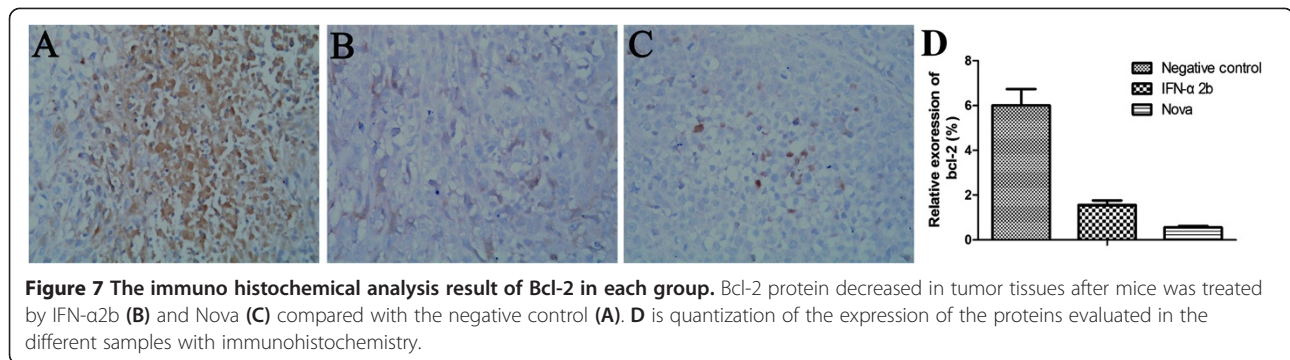 A
B
C
D
Relative exoression of
bcl-2 (%)
8
6
4
2
0
Negative control
IFN-α 2b
Nova
Figure 7 The immuno histochemical analysis result of Bcl-2 in each group. Bcl-2 protein decreased in tumor tissues after mice was treated
by IFN-α2b (B) and Nova (C) compared with the negative control (A). D is quantization of the expression of the proteins evaluated in the
different samples with immunohistochemistry.